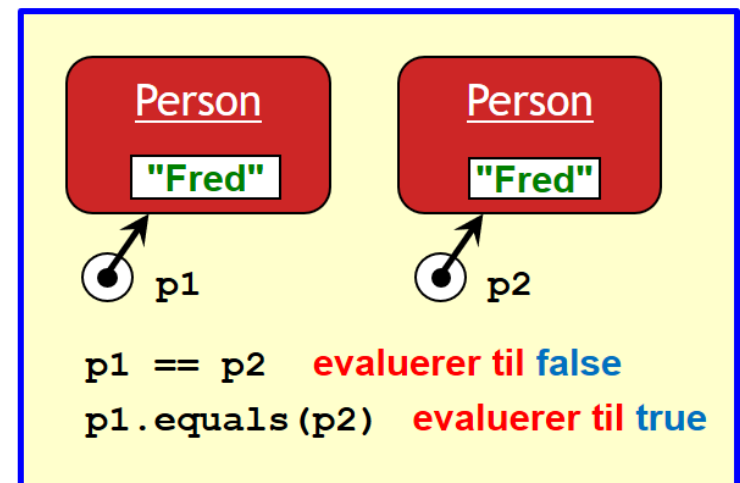 Person Person
"Fred" "Fred"
p1 p2
p1 == p2 evaluerer til false
p1.equals(p2) evaluerer til true